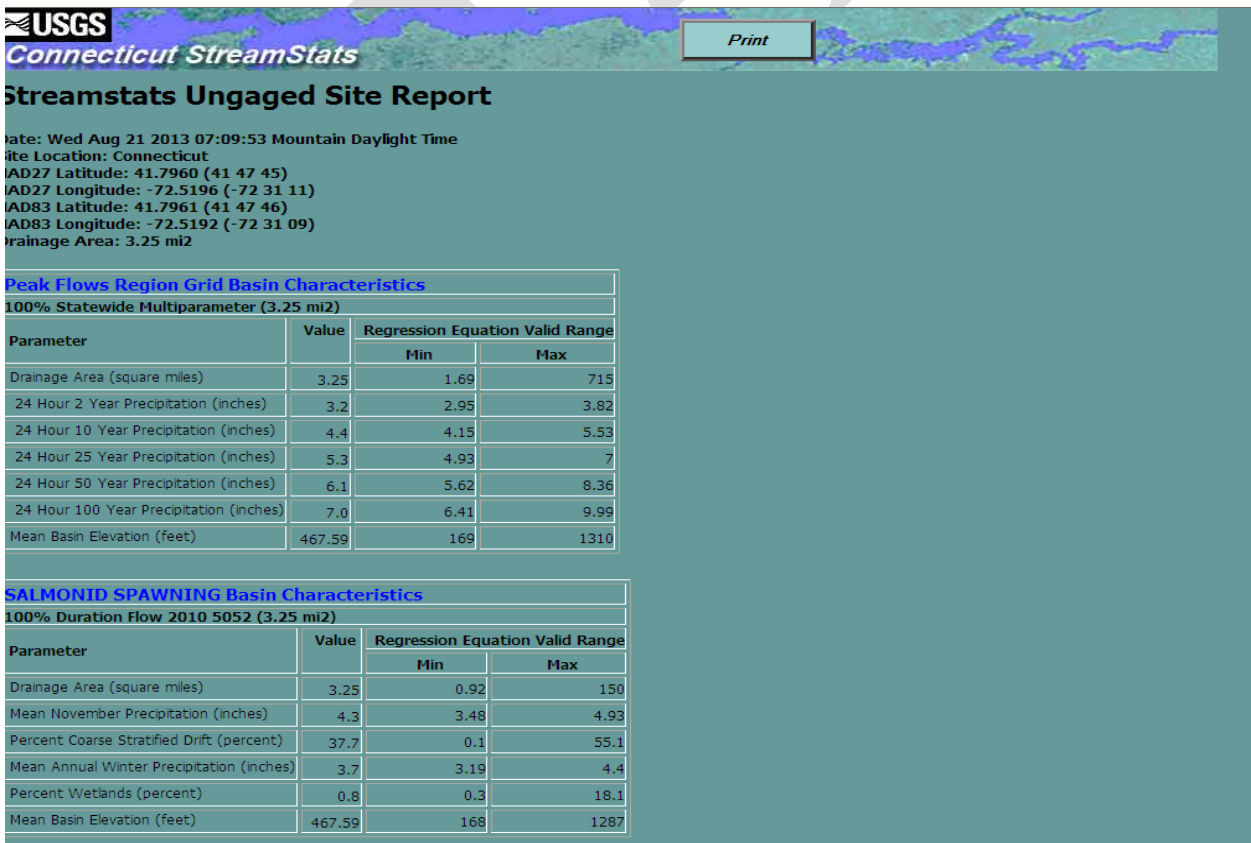 USGS
Connecticut StreamStats
Print
Streamstats Ungaged Site Report
Date: Wed Aug 21 2013 07:09:53 Mountain Daylight Time
Site Location: Connecticut
NAD27 Latitude: 41.7960 (41 47 45)
NAD27 Longitude: -72.5196 (-72 31 11)
NAD83 Latitude: 41.7961 (41 47 46)
NAD83 Longitude: -72.5192 (-72 31 09)
Drainage Area: 3.25 mi2
Peak Flows Region Grid Basin Characteristics
100% Statewide Multiparameter (3.25 mi2)
Parameter Value Regression Equation Valid Range
Min Max
Drainage Area (square miles) 3.25 1.69 715
24 Hour 2 Year Precipitation (inches) 3.2 2.95 3.82
24 Hour 10 Year Precipitation (inches) 4.4 4.15 5.53
24 Hour 25 Year Precipitation (inches) 5.3 4.93 7
24 Hour 50 Year Precipitation (inches) 6.1 5.62 8.36
24 Hour 100 Year Precipitation (inches) 7.0 6.41 9.99
Mean Basin Elevation (feet) 467.59 169 1310
SALMONID SPAWNING Basin Characteristics
100% Duration Flow 2010 5052 (3.25 mi2)
Parameter Value Regression Equation Valid Range
Min Max
Drainage Area (square miles) 3.25 0.92 150
Mean November Precipitation (inches) 4.3 3.48 4.93
Percent Coarse Stratified Drift (percent) 37.7 0.1 55.1
Mean Annual Winter Precipitation (inches) 3.7 3.19 4.4
Percent Wetlands (percent) 0.8 0.3 18.1
Mean Basin Elevation (feet) 467.59 168 1287